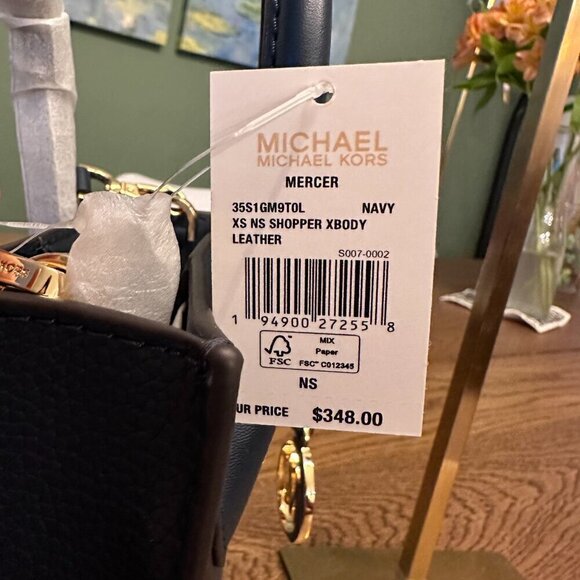 MICHAEL
MICHAEL KORS
MERCER
35S1GM9T0L NAVY
XS NS SHOPPER XBODY
LEATHER
S007-0002
1 94900 27255 8
FSC
MIX
Paper
FSC™ C012345
NS
UR PRICE $348.00